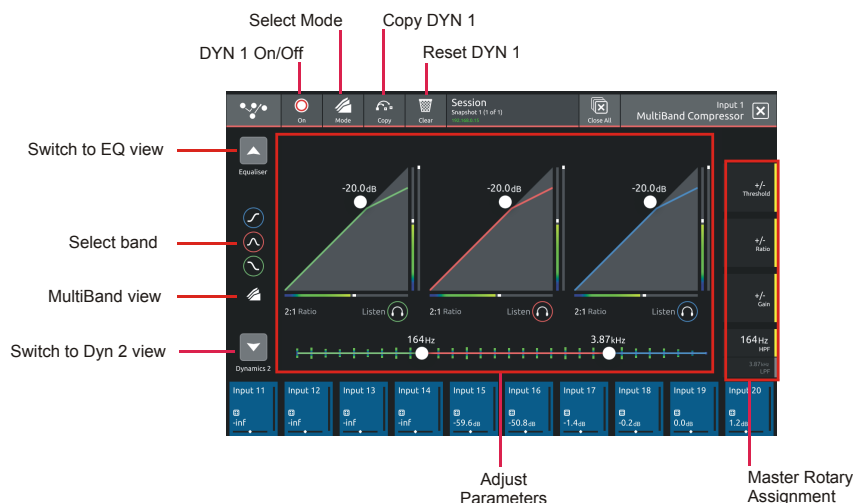 Select Mode
Copy DYN 1
DYN 1 On/Off
Reset DYN 1
On
Mode
Copy
Clear
Session
Snapshot 1 (1 of 1)
Close All
Input 1
MultiBand Compressor
Switch to EQ view
Equaliser
Select band
MultiBand view
Switch to Dyn 2 view
Dynamics 2
-20.0dB
-20.0dB
-20.0dB
2:1 Ratio
Listen
2:1 Ratio
Listen
2:1 Ratio
Listen
164Hz
3.87kHz
+/-
Threshold
+/-
Ratio
+/-
Gain
164Hz
HPF
3.87kHz
LPF
Input 11
-inf
Input 12
-inf
Input 13
-inf
Input 14
-inf
Input 15
-59.6dB
Input 16
-50.8dB
Input 17
-1.4dB
Input 18
-0.2dB
Input 19
0.0dB
Input 20
1.2dB
Adjust
Parameters
Master Rotary
Assignment